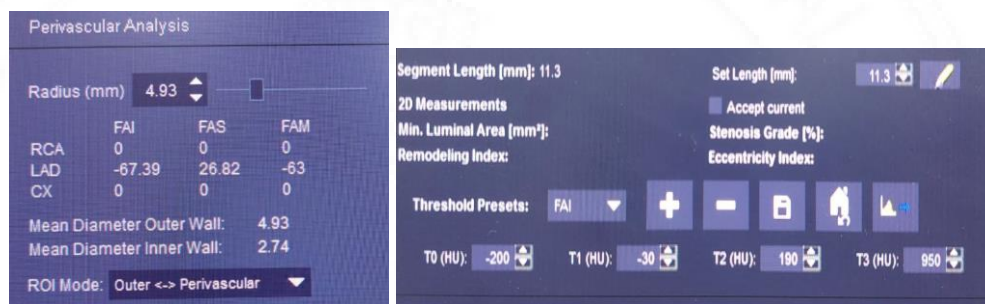 Perivascular Analysis
Radius (mm) 4.93
FAI FAS FAM
RCA 0 0 0
LAD -67.39 26.82 -63
CX 0 0 0
Mean Diameter Outer Wall: 4.93
Mean Diameter Inner Wall: 2.74
ROI Mode: Outer <-> Perivascular
Segment Length [mm]: 11.3 Set Length [mm]: 11.3
2D Measurements Accept current
Min. Luminal Area [mm²]: Stenosis Grade [%]:
Remodeling Index: Eccentricity Index:
Threshold Presets: FAI
T0 (HU): -200 T1 (HU): -30 T2 (HU): 190 T3 (HU): 950